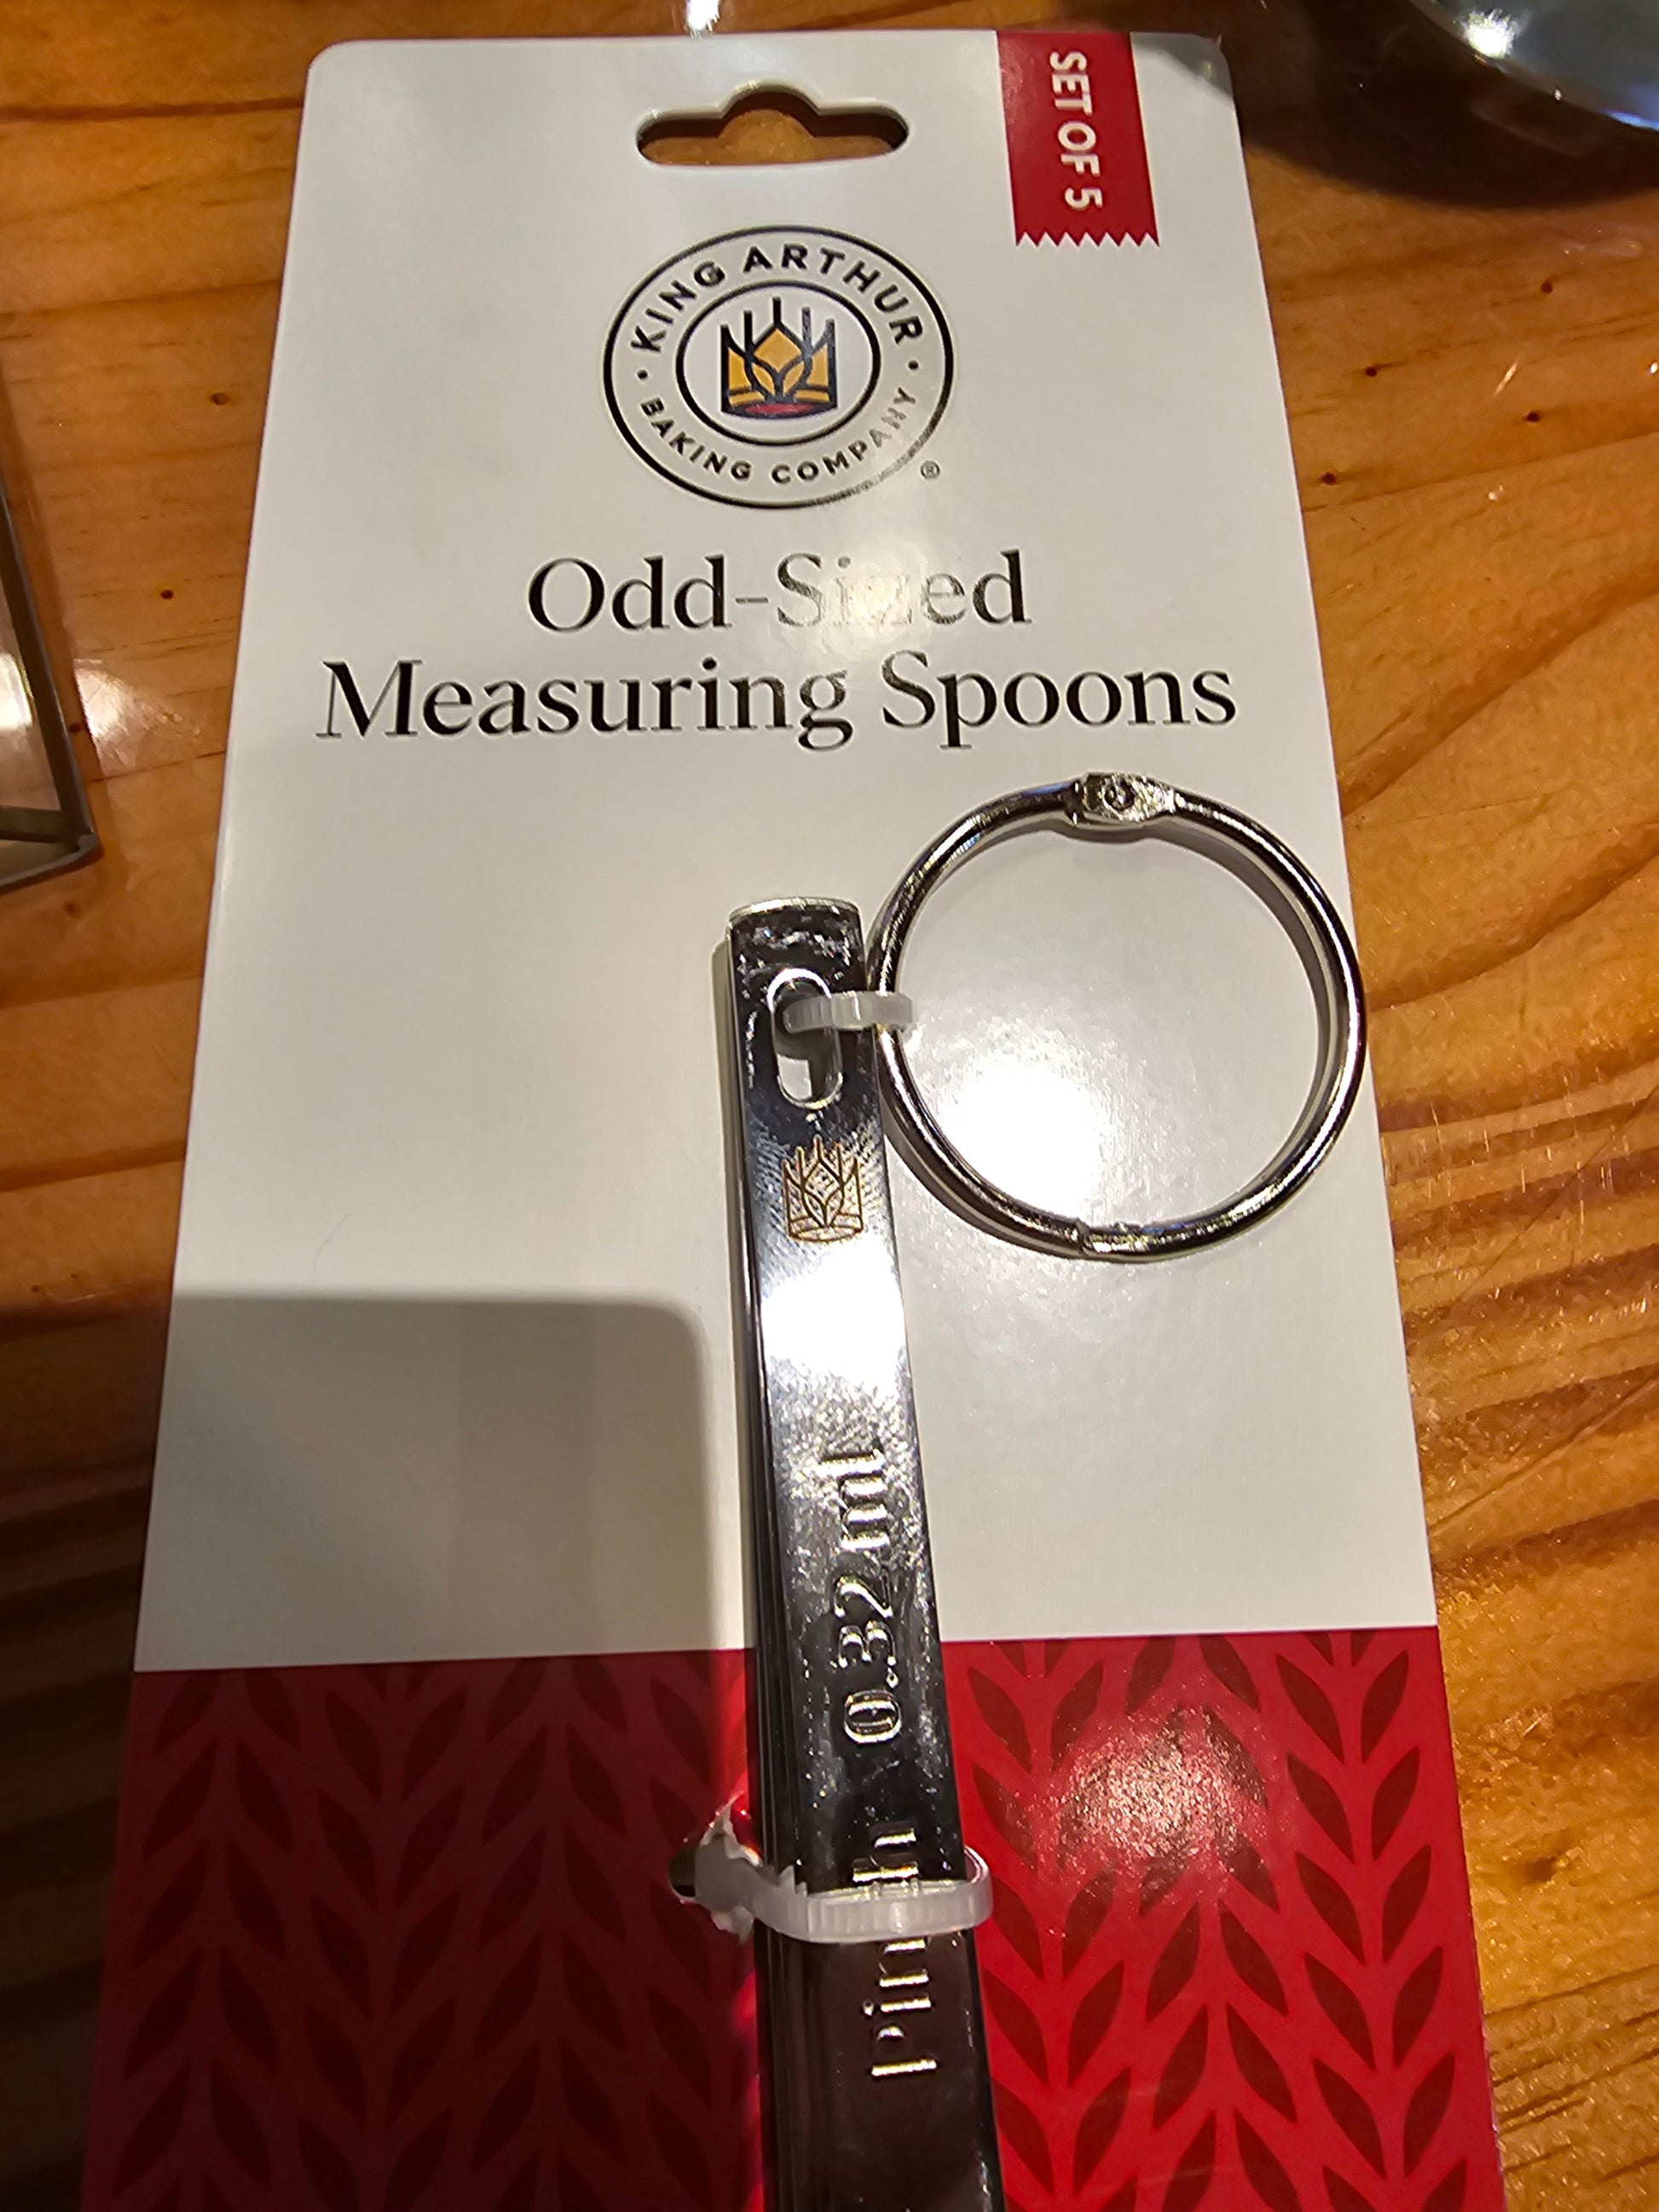 SET OF 5
KING ARTHUR
BAKING COMPANY
®
Odd-Sized
Measuring Spoons
Pinch 0.32 ml